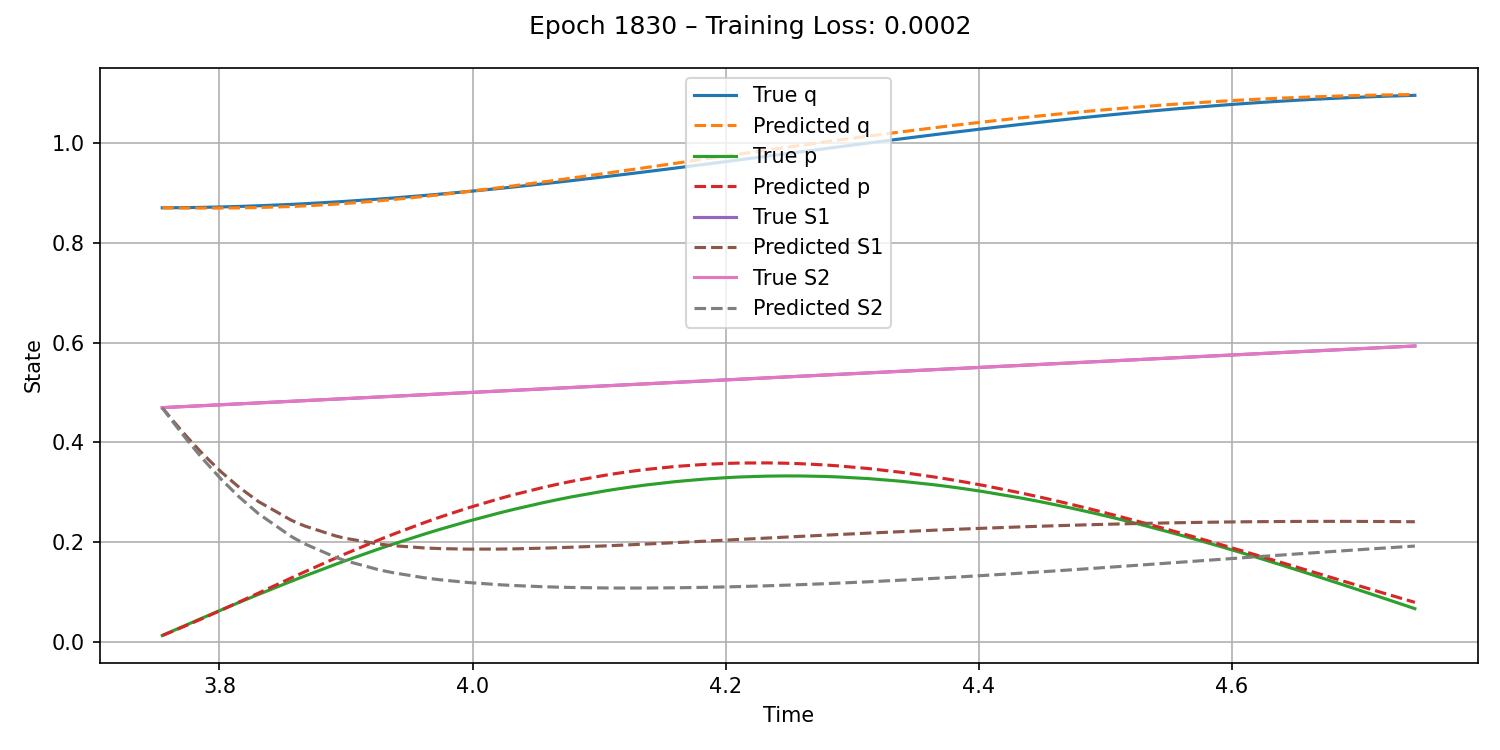 Epoch 1830 – Training Loss: 0.0002
True q
Predicted q
True p
Predicted p
True S1
Predicted S1
True S2
Predicted S2
State
1.0
0.8
0.6
0.4
0.2
0.0
3.8
4.0
4.2
4.4
4.6
Time